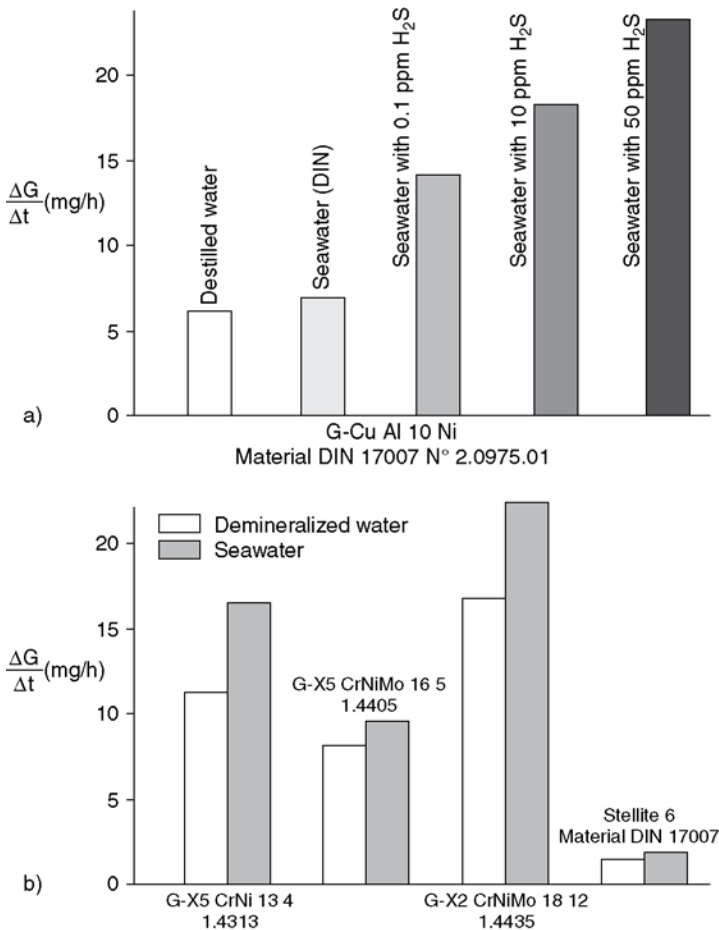 20
15
10
5
0
ΔG
Δt
(mg/h)
Destilled water
Seawater (DIN)
Seawater with 0.1 ppm H₂S
Seawater with 10 ppm H₂S
Seawater with 50 ppm H₂S
a)
G-Cu Al 10 Ni
Material DIN 17007 N° 2.0975.01
Demineralized water
Seawater
20
15
10
5
0
ΔG
Δt
(mg/h)
G-X5 CrNiMo 16 5
1.4405
Stellite 6
Material DIN 17007
b)
G-X5 CrNi 13 4
1.4313
G-X2 CrNiMo 18 12
1.4435